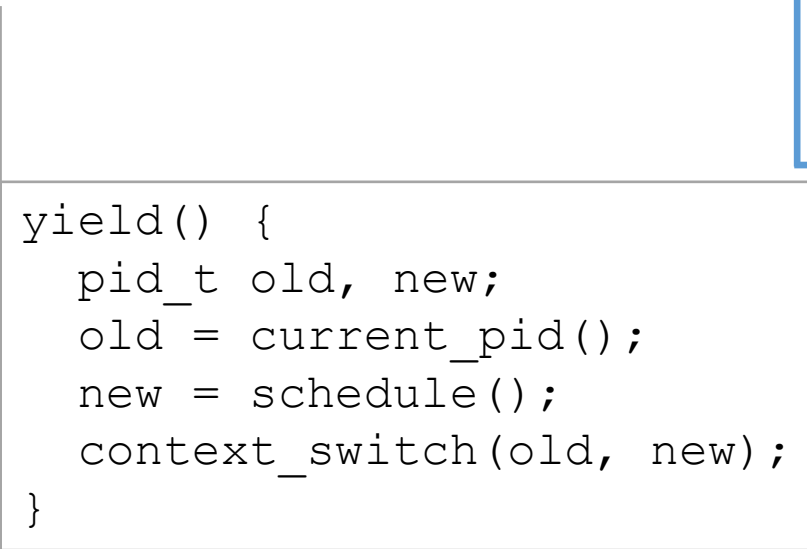 yield() {
  pid_t old, new;
  old = current_pid();
  new = schedule();
  context_switch(old, new);
}